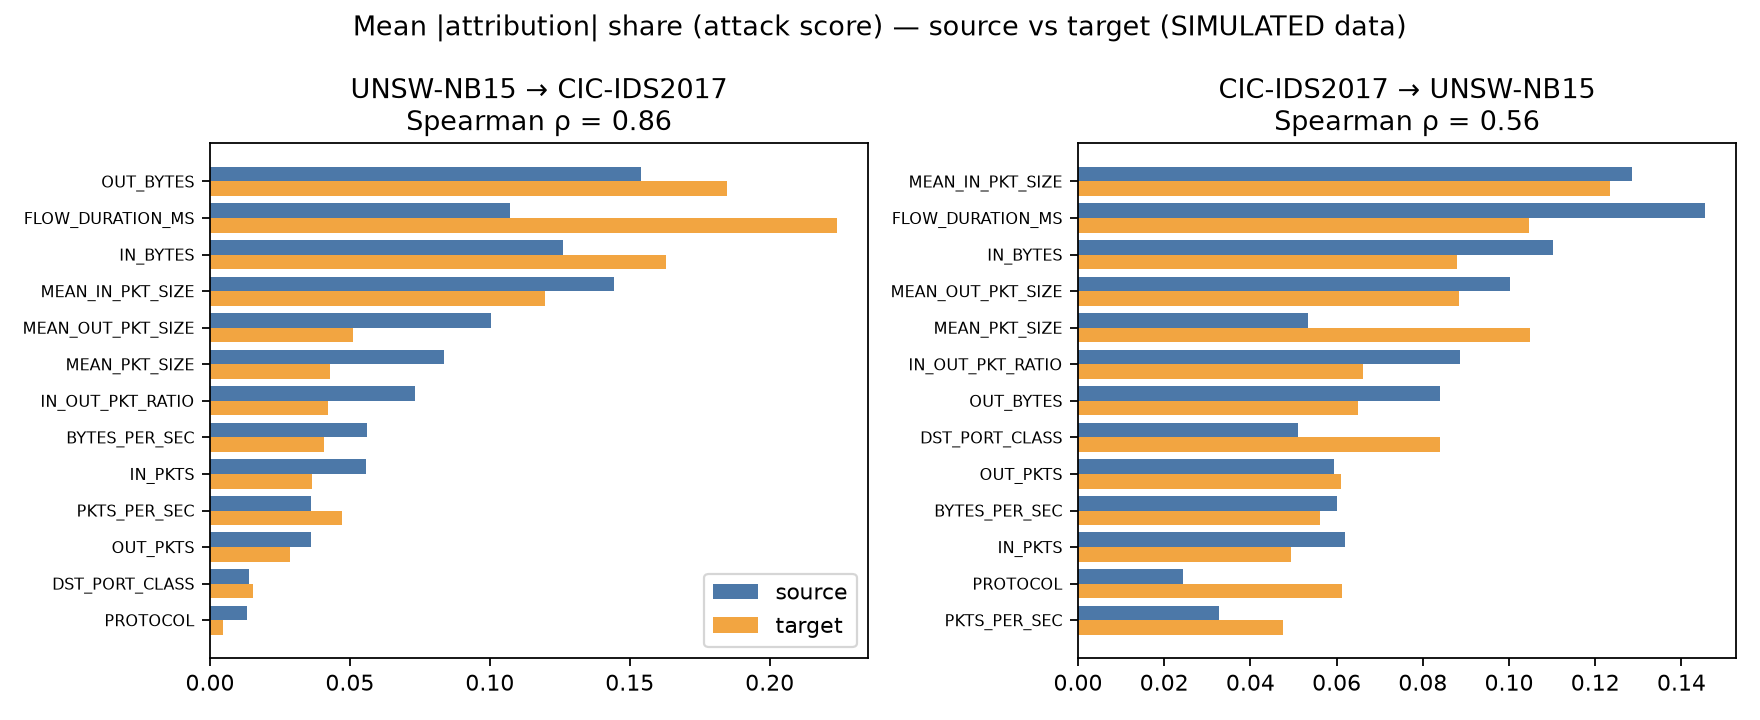 Mean |attribution| share (attack score) — source vs target (SIMULATED data)
UNSW-NB15 → CIC-IDS2017
Spearman ρ = 0.86
OUT_BYTES
FLOW_DURATION_MS
IN_BYTES
MEAN_IN_PKT_SIZE
MEAN_OUT_PKT_SIZE
MEAN_PKT_SIZE
IN_OUT_PKT_RATIO
BYTES_PER_SEC
IN_PKTS
PKTS_PER_SEC
OUT_PKTS
DST_PORT_CLASS
PROTOCOL
source
target
0.00 0.05 0.10 0.15 0.20
CIC-IDS2017 → UNSW-NB15
Spearman ρ = 0.56
MEAN_IN_PKT_SIZE
FLOW_DURATION_MS
IN_BYTES
MEAN_OUT_PKT_SIZE
MEAN_PKT_SIZE
IN_OUT_PKT_RATIO
OUT_BYTES
DST_PORT_CLASS
OUT_PKTS
BYTES_PER_SEC
IN_PKTS
PROTOCOL
PKTS_PER_SEC
0.00 0.02 0.04 0.06 0.08 0.10 0.12 0.14